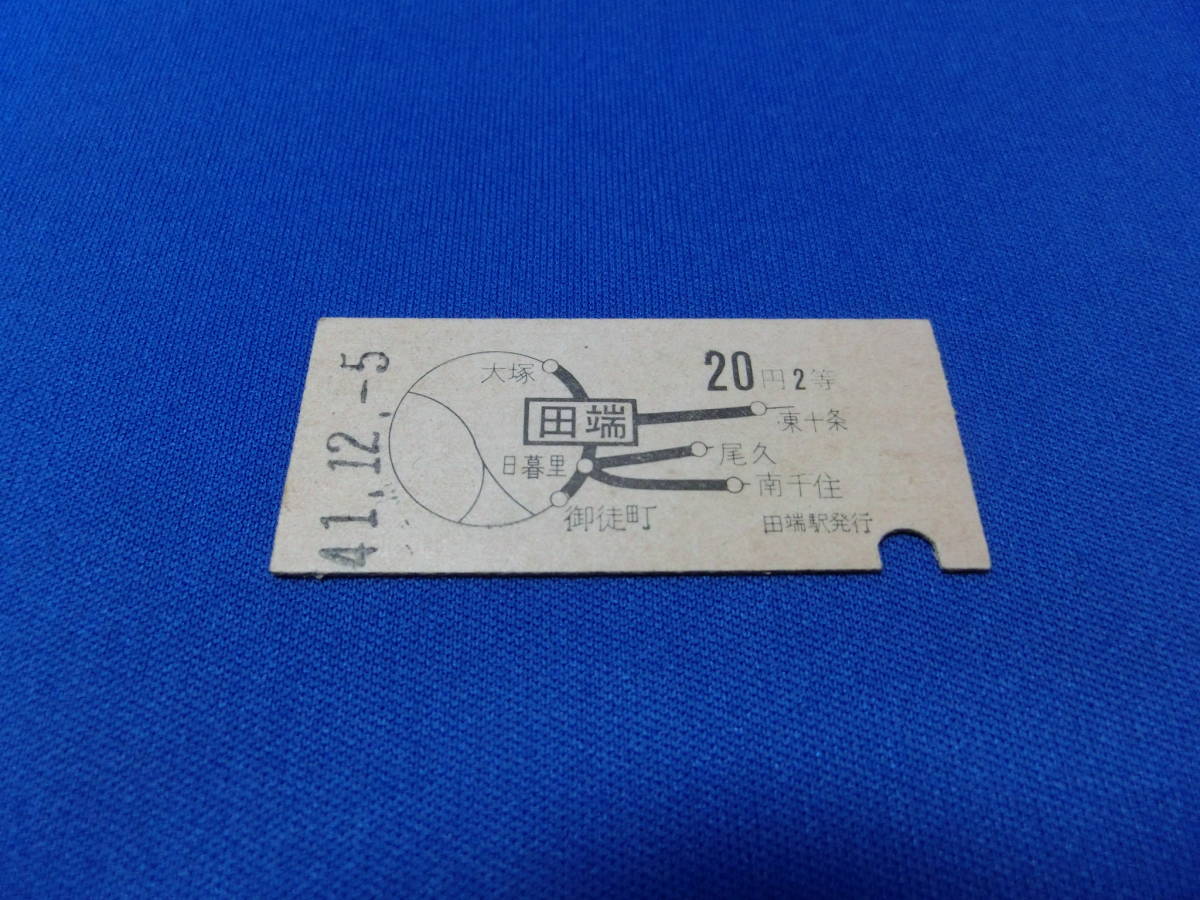 41.12.-5
大塚
20円2等
田端
東十条
日暮里
尾久
南千住
御徒町
田端駅発行